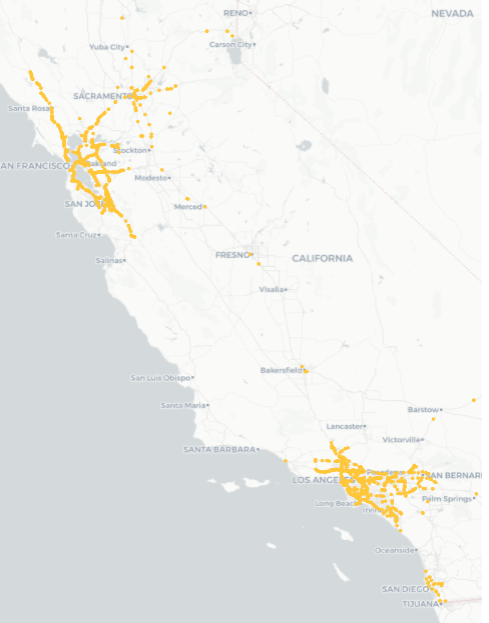 RENO
NEVADA
Yuba City
Carson City
SACRAMENTO
Santa Rosa
Stockton
Oakland
AN FRANCISCO
Modesto
SAN JO
Merced
Santa Cruz
FRESNO
CALIFORNIA
Salinas
Visalia
Bakersfield
San Luis Obispo
Santa Maria
Barstow
Lancaster
Victorville
SANTA BARBARA
Pasadena
SAN BERNAR
LOS ANGELES
Palm Springs
Long Beach
Irvine
Oceanside
SAN DIEGO
TIJUANA